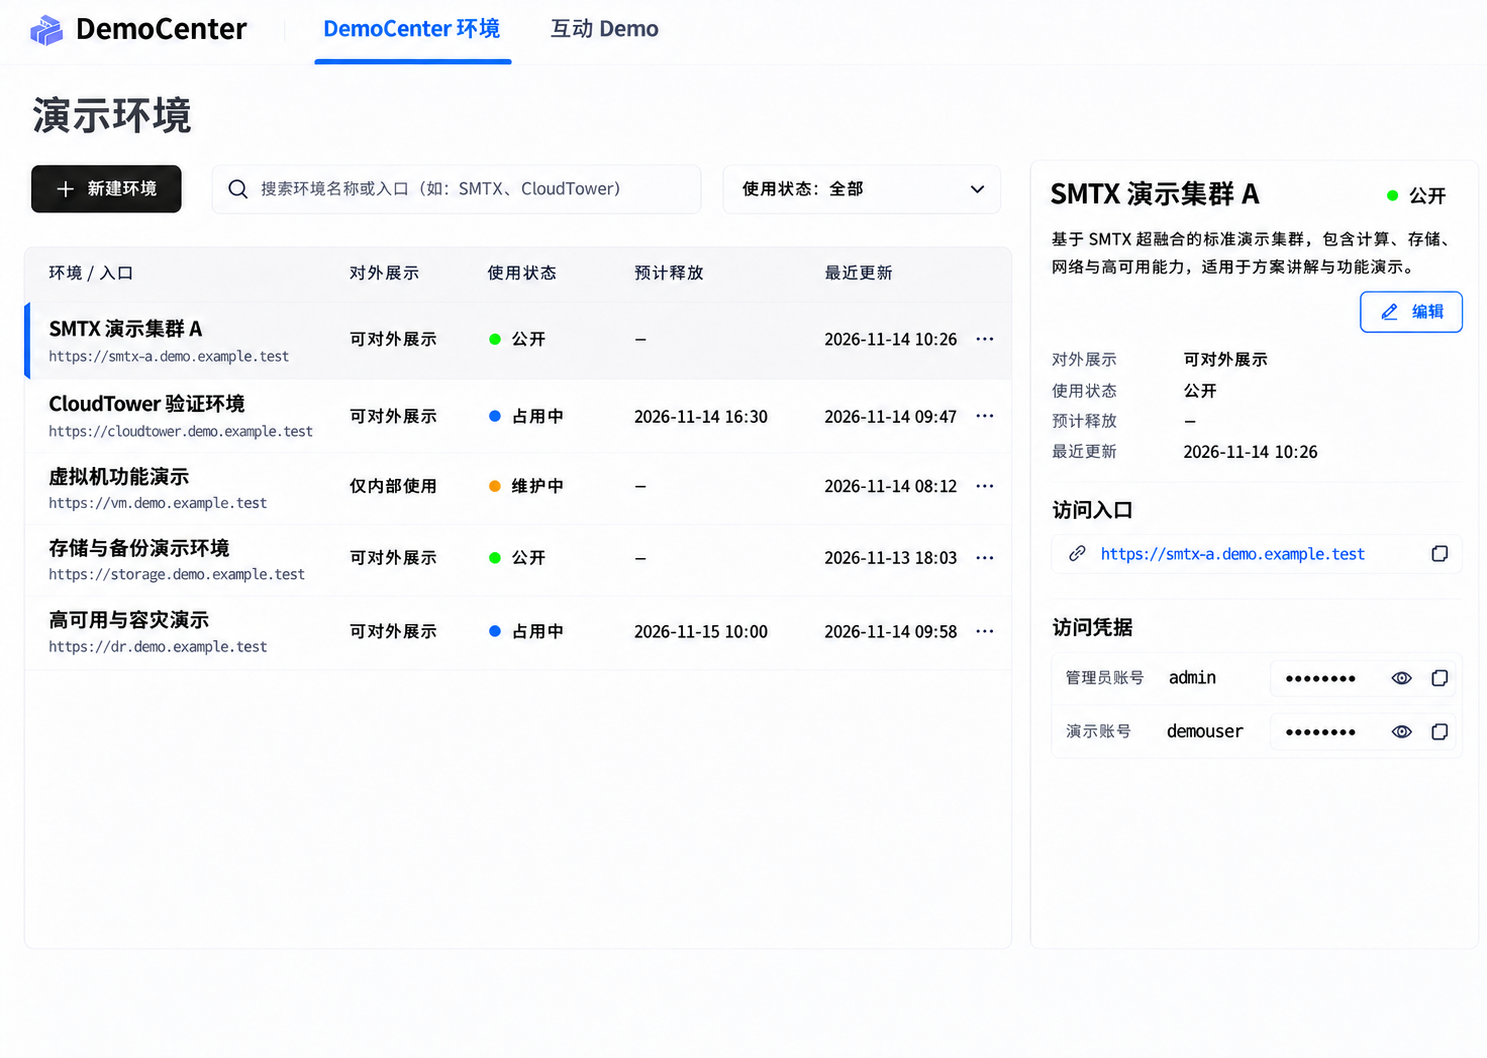 DemoCenter
DemoCenter 环境
互动 Demo
演示环境
新建环境
搜索环境名称或入口（如：SMTX、CloudTower）
使用状态：全部
环境 / 入口 对外展示 使用状态 预计释放 最近更新
SMTX 演示集群 A
https://smtx-a.demo.example.test
可对外展示 公开 – 2026-11-14 10:26 ···
CloudTower 验证环境
https://cloudtower.demo.example.test
可对外展示 占用中 2026-11-14 16:30 2026-11-14 09:47 ···
虚拟机功能演示
https://vm.demo.example.test
仅内部使用 维护中 – 2026-11-14 08:12 ···
存储与备份演示环境
https://storage.demo.example.test
可对外展示 公开 – 2026-11-13 18:03 ···
高可用与容灾演示
https://dr.demo.example.test
可对外展示 占用中 2026-11-15 10:00 2026-11-14 09:58 ···
SMTX 演示集群 A 公开
基于 SMTX 超融合的标准演示集群，包含计算、存储、
网络与高可用能力，适用于方案讲解与功能演示。
编辑
对外展示 可对外展示
使用状态 公开
预计释放 –
最近更新 2026-11-14 10:26
访问入口
https://smtx-a.demo.example.test
访问凭据
管理员账号 admin ••••••••
演示账号 demouser ••••••••